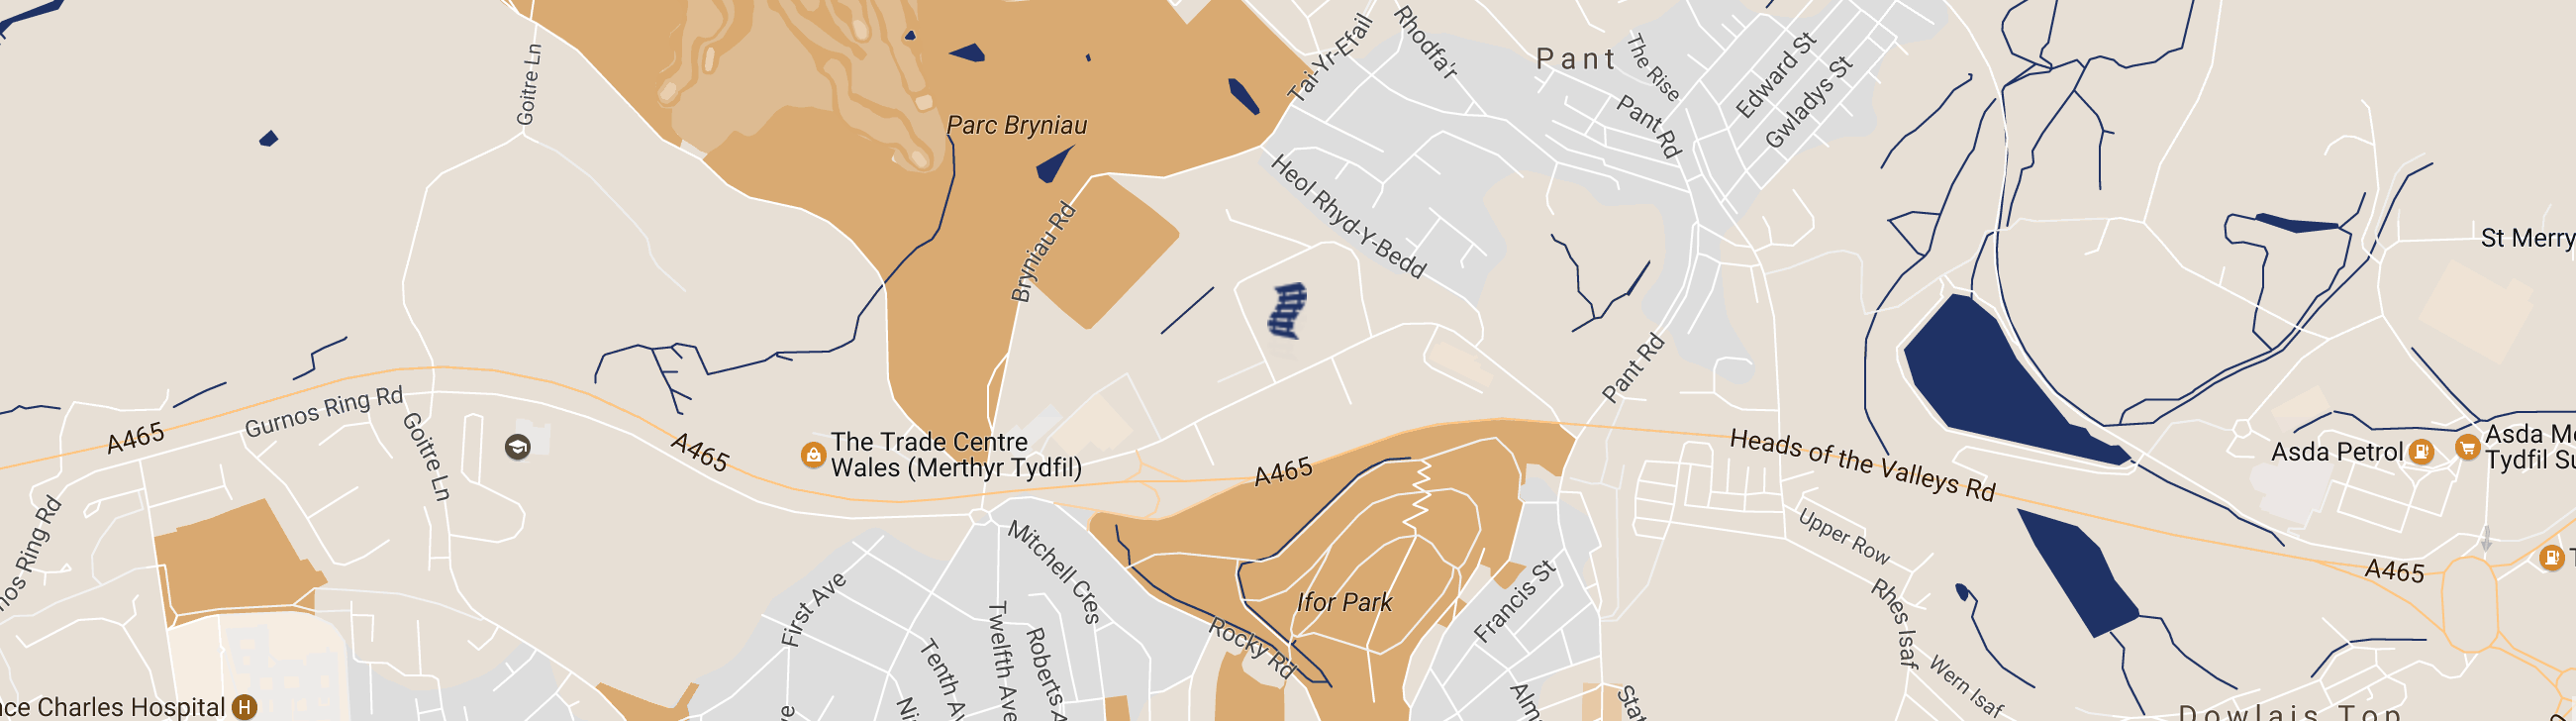 Goitre Ln
Parc Bryniau
Tai-Yr-Efail
Rhodfa'r
Pant
The Rise
Pant Rd
Edward St
Gwladys St
Heol Rhyd-Y-Bedd
Bryniau Rd
St Merry
Pant Rd
A465
Gurnos Ring Rd
Goitre Ln
A465
The Trade Centre
Wales (Merthyr Tydfil)
A465
Heads of the Valleys Rd
Asda Petrol
Asda Me
Tydfil Su
nos Ring Rd
Mitchell Cres
First Ave
Twelfth Ave
Tenth Av
Roberts A
Rocky Rd
Ifor Park
Francis St
Upper Row
Rhes Isaf
Wern Isaf
A465
T
nce Charles Hospital H
Ni
Alm
Stat
Dowlais Top